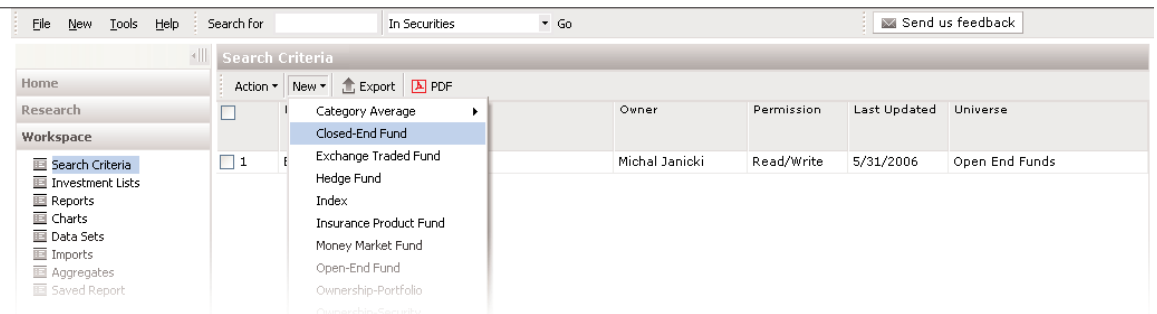 File New Tools Help Search for In Securities Go Send us feedback
Search Criteria
Home
Action New Export PDF
Research
Category Average
Owner Permission Last Updated Universe
Workspace
Closed-End Fund
Search Criteria
Exchange Traded Fund
1 Michal Janicki Read/Write 5/31/2006 Open End Funds
Investment Lists
Hedge Fund
Reports
Index
Charts
Insurance Product Fund
Data Sets
Money Market Fund
Imports
Open-End Fund
Aggregates
Saved Report
Ownership-Portfolio
Ownership-Security